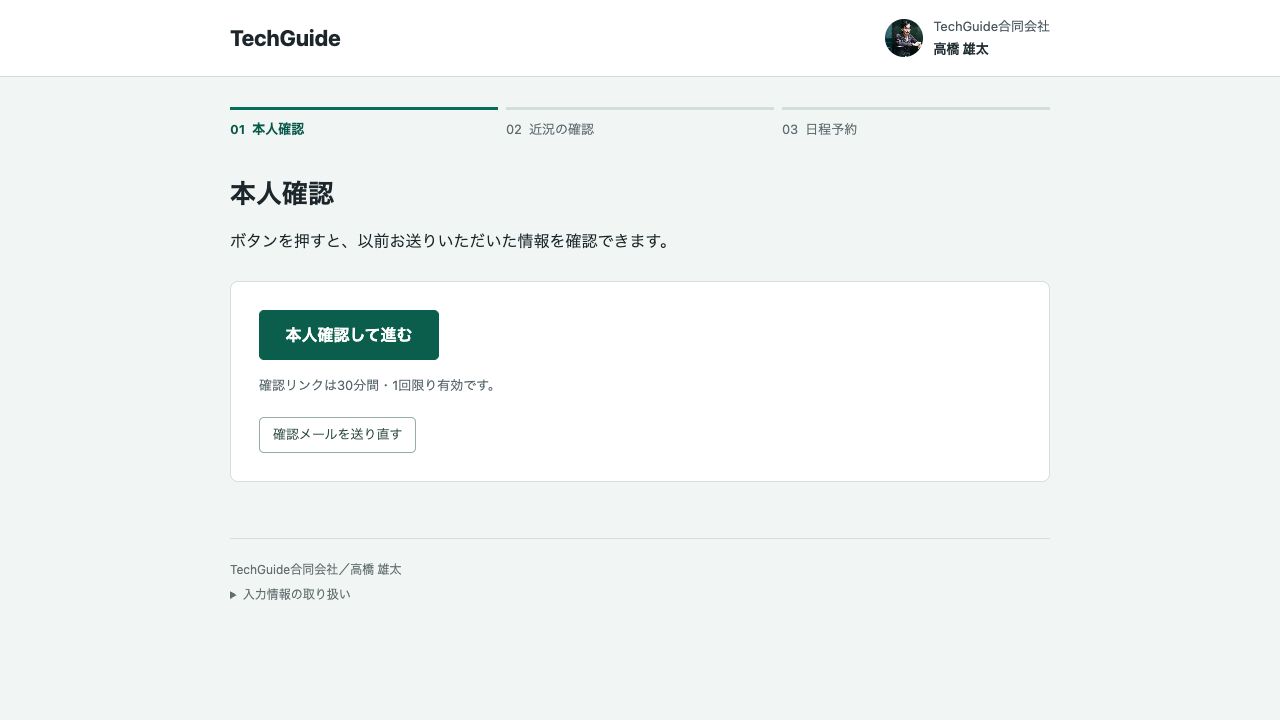 TechGuide
TechGuide合同会社
高橋 雄太
01 本人確認
02 近況の確認
03 日程予約
本人確認
ボタンを押すと、以前お送りいただいた情報を確認できます。
本人確認して進む
確認リンクは30分間・1回限り有効です。
確認メールを送り直す
TechGuide合同会社／高橋 雄太
入力情報の取り扱い